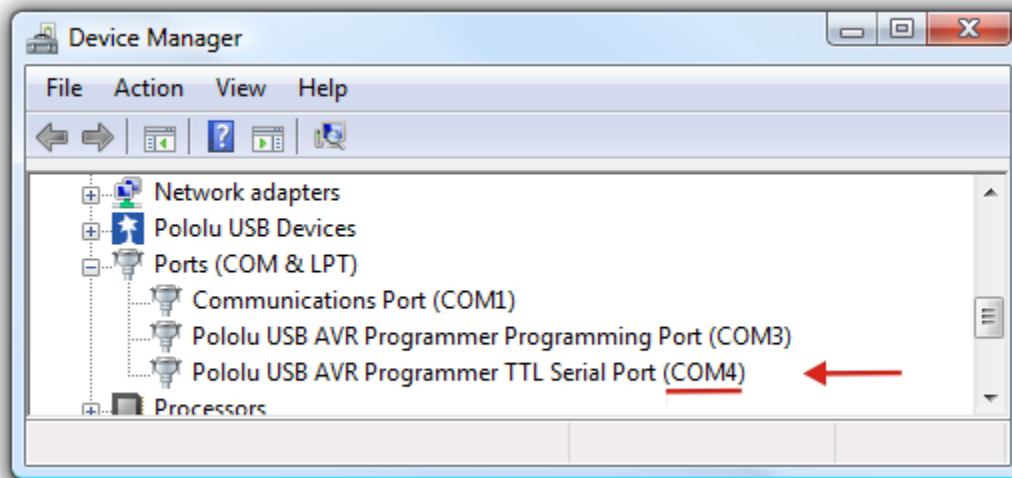 Device Manager
File Action View Help
Network adapters
Pololu USB Devices
Ports (COM & LPT)
Communications Port (COM1)
Pololu USB AVR Programmer Programming Port (COM3)
Pololu USB AVR Programmer TTL Serial Port (COM4)
Processors